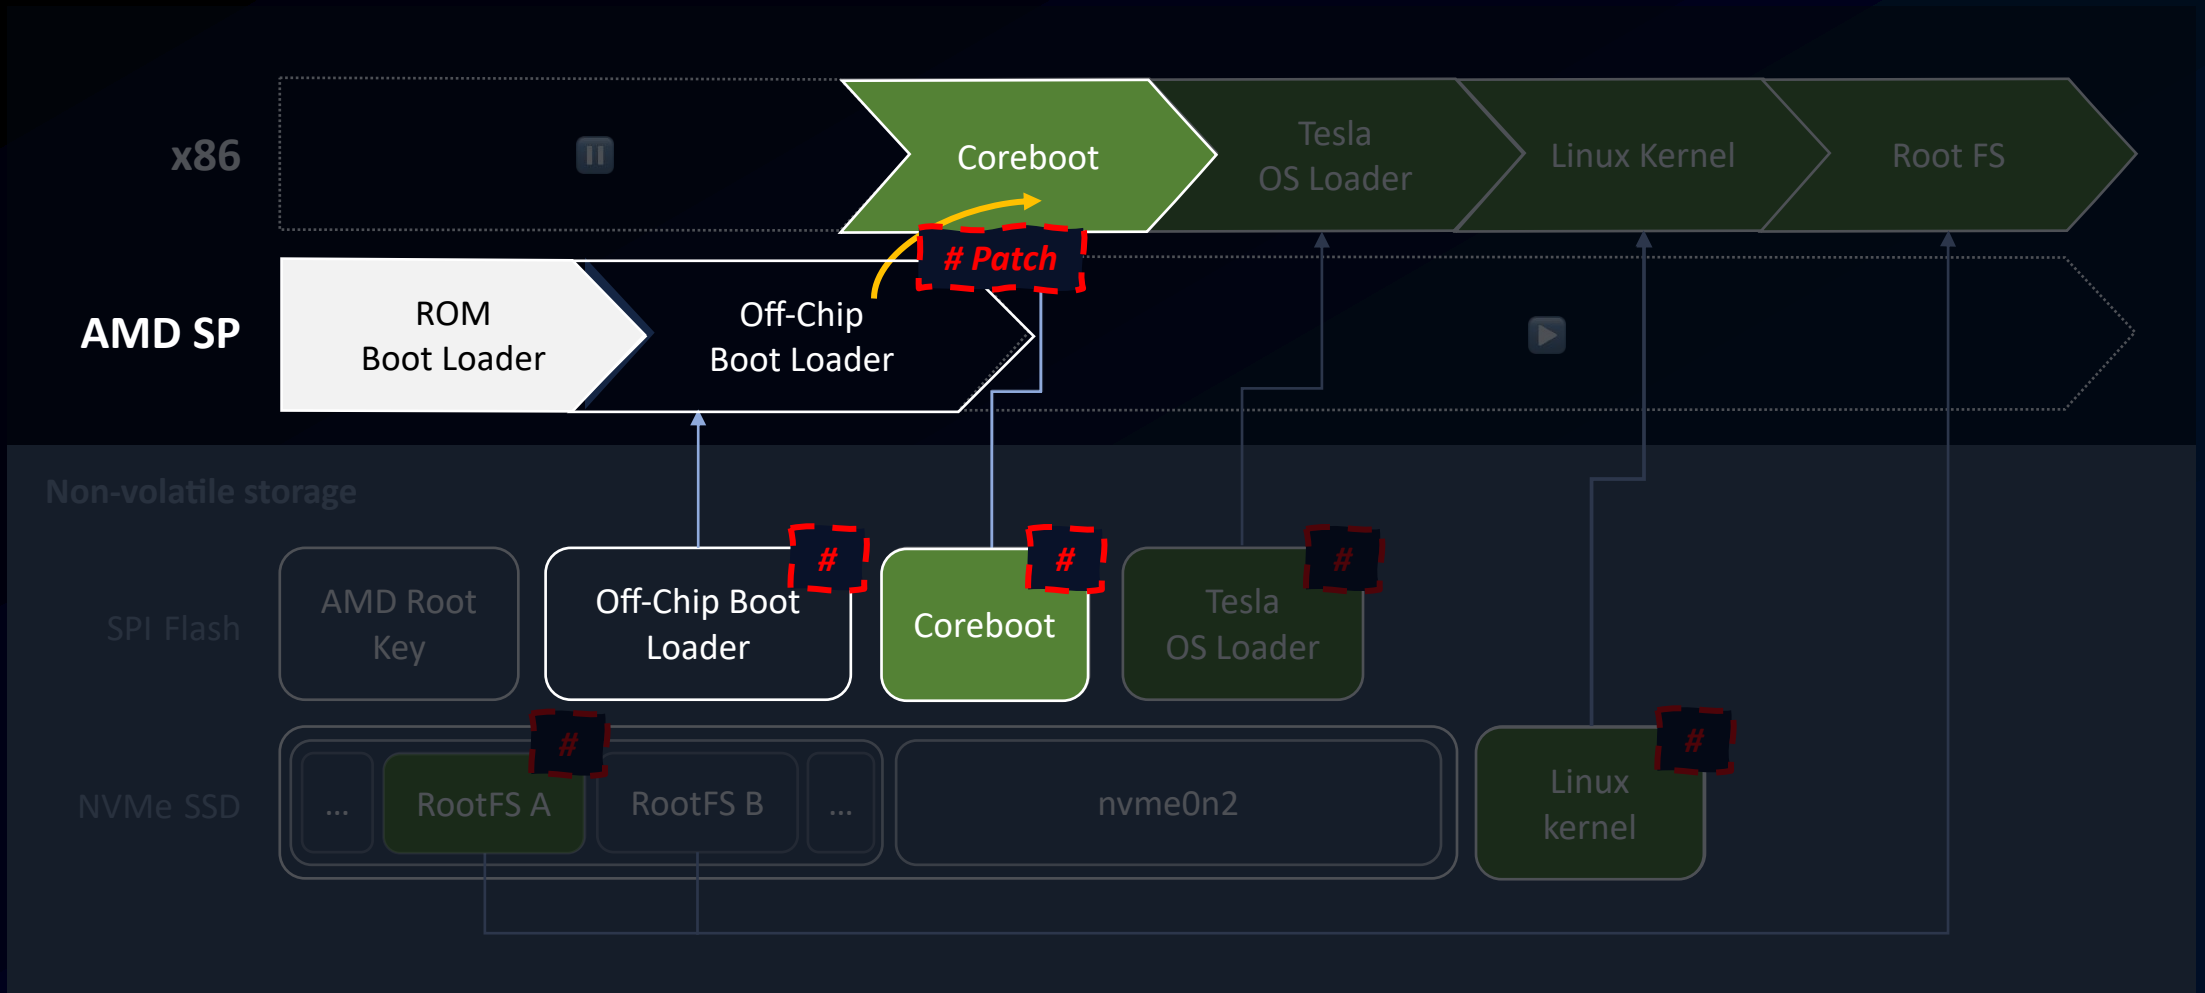 x86
Coreboot
Tesla
OS Loader
Linux Kernel
Root FS
# Patch
AMD SP
ROM
Boot Loader
Off-Chip
Boot Loader
Non-volatile storage
SPI Flash
AMD Root
Key
Off-Chip Boot
Loader
#
Coreboot
#
Tesla
OS Loader
#
NVMe SSD
...
RootFS A
#
RootFS B
...
nvme0n2
Linux
kernel
#